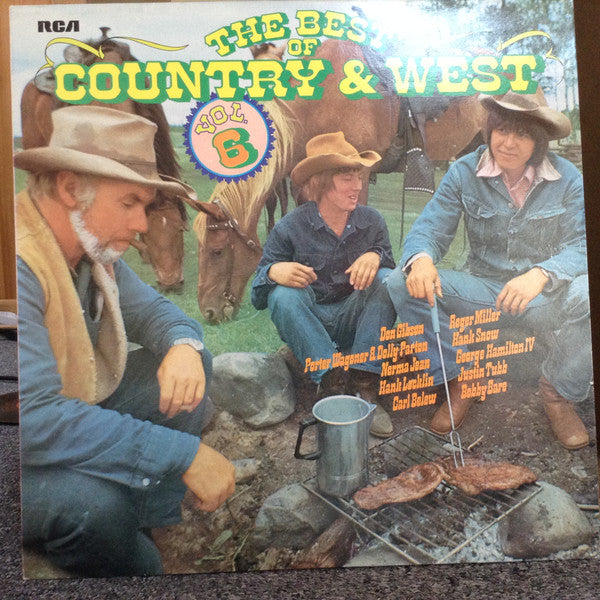 RCA
THE BEST
OF
COUNTRY & WEST
VOL.
6
Don Gibson
Porter Wagoner & Dolly Parton
Norma Jean
Hank Locklin
Carl Belew
Roger Miller
Hank Snow
George Hamilton IV
Justin Tubb
Bobby Bare